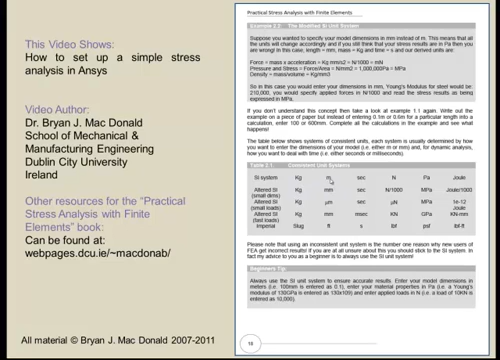 This Video Shows:
How to set up a simple stress
analysis in Ansys
Video Author:
Dr. Bryan J. Mac Donald
School of Mechanical &
Manufacturing Engineering
Dublin City University
Ireland
Other resources for the "Practical
Stress Analysis with Finite
Elements" book:
Can be found at:
webpages.dcu.ie/~macdonab/
All material © Bryan J. Mac Donald 2007-2011
Practical Stress Analysis with Finite Elements
Example 2.2: The Modified SI Unit System
Suppose you wanted to specify your model dimensions in mm instead of m. This means that all
the units will change accordingly and if you still think that your stress results are in Pa then you
are wrong! In this case, length = mm, mass = Kg and time = s and our derived units are:
Force = mass x acceleration = Kg mm/s2 = N/1000 = mN
Pressure and Stress = Force/Area = N/mm2 = 1,000,000Pa = MPa
Density = mass/volume = Kg/mm3
So in this case you would enter your dimensions in mm, Young's Modulus for steel would be:
210,000, you would specify applied forces in N/1000 and read the stress results as being
expressed in MPa.
If you don't understand this concept then take a look at example 1.1 again. Write out the
example on a piece of paper but instead of entering 0.1m or 0.6m for a particular length into a
calculation, enter 100 or 600mm. Complete all the calculations in the example and see what
happens!
The table below shows systems of consistent units, each system is usually determined by how
you want to enter the dimensions of your model (i.e. either m or mm) and, for dynamic analysis,
how you want to deal with time (i.e. either seconds or milliseconds).
Table 2.1: Consistent Unit Systems
SI system Kg m sec N Pa Joule
Altered SI Kg mm sec N/1000 MPa Joule/1000
(small dims)
Altered SI Kg μm sec μN MPa 1e-12
(small loads) Joule
Altered SI Kg mm msec KN GPa KN-mm
(fast loads)
Imperial Slug ft s lbf psf lbf-ft
Please note that using an inconsistent unit system is the number one reason why new users of
FEA get incorrect results! If you are at all unsure about this you should stick to the SI system. In
fact my advice to you as a beginner is to always use the SI unit system!
Beginners Tip:
Always use the SI unit system to ensure accurate results. Enter your model dimensions in
meters (i.e. 100mm is entered as 0.1), enter your material properties in Pa (i.e. a Young's
modulus of 130GPa is entered as 130x109) and enter applied loads in N (i.e. a load of 10KN is
entered as 10,000).